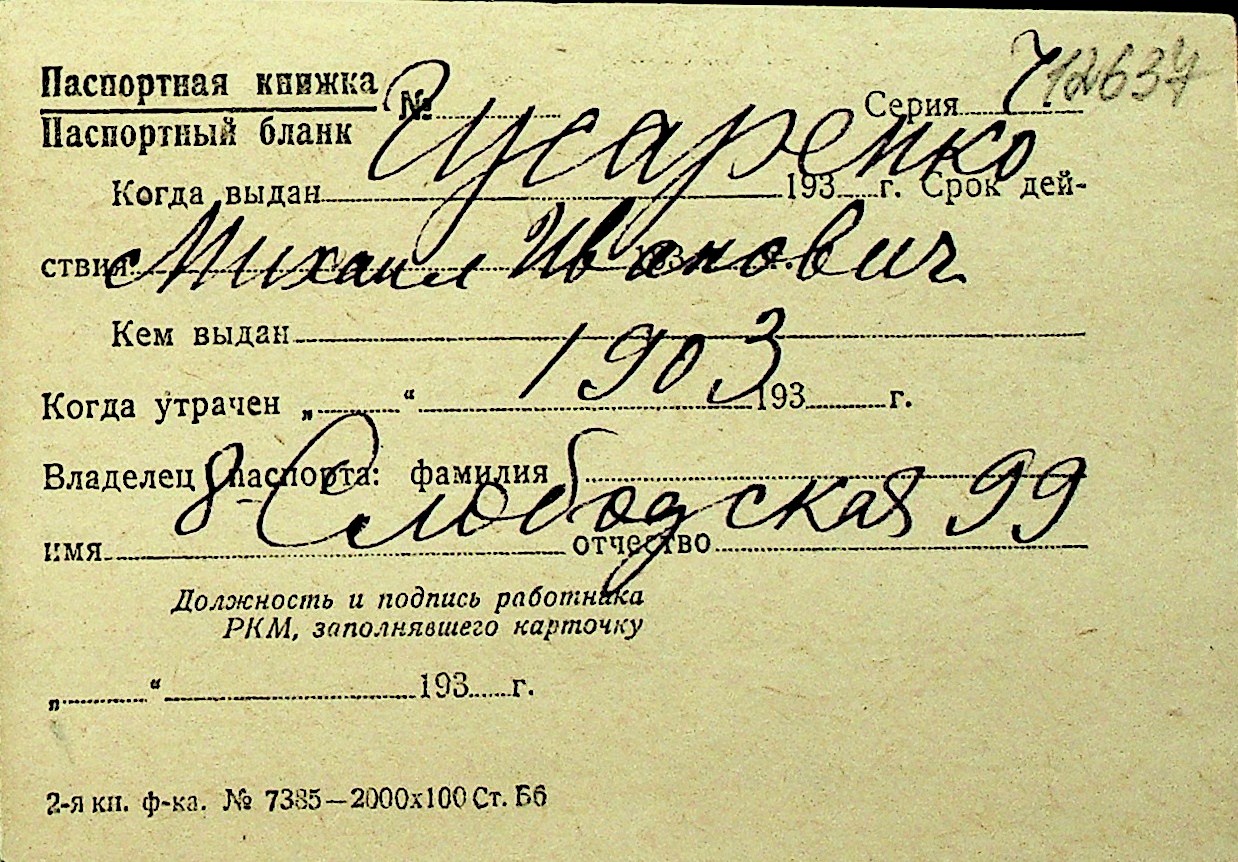 12637
7.
Паспортная книжка
Паспортный бланк № Серия
Гусаренко
Когда выдан 193 г. Срок дей-
ствия 193 г.
Михаил Иванович
Кем выдан
1903
Когда утрачен „ “ 193 г.
Владелец паспорта: фамилия
8-Слободская 99
имя отчество
Должность и подпись работника
РКМ, заполнявшего карточку
„ “ 193 г.
2-я кн. ф-ка. № 7385—2000х100 Ст. Б6